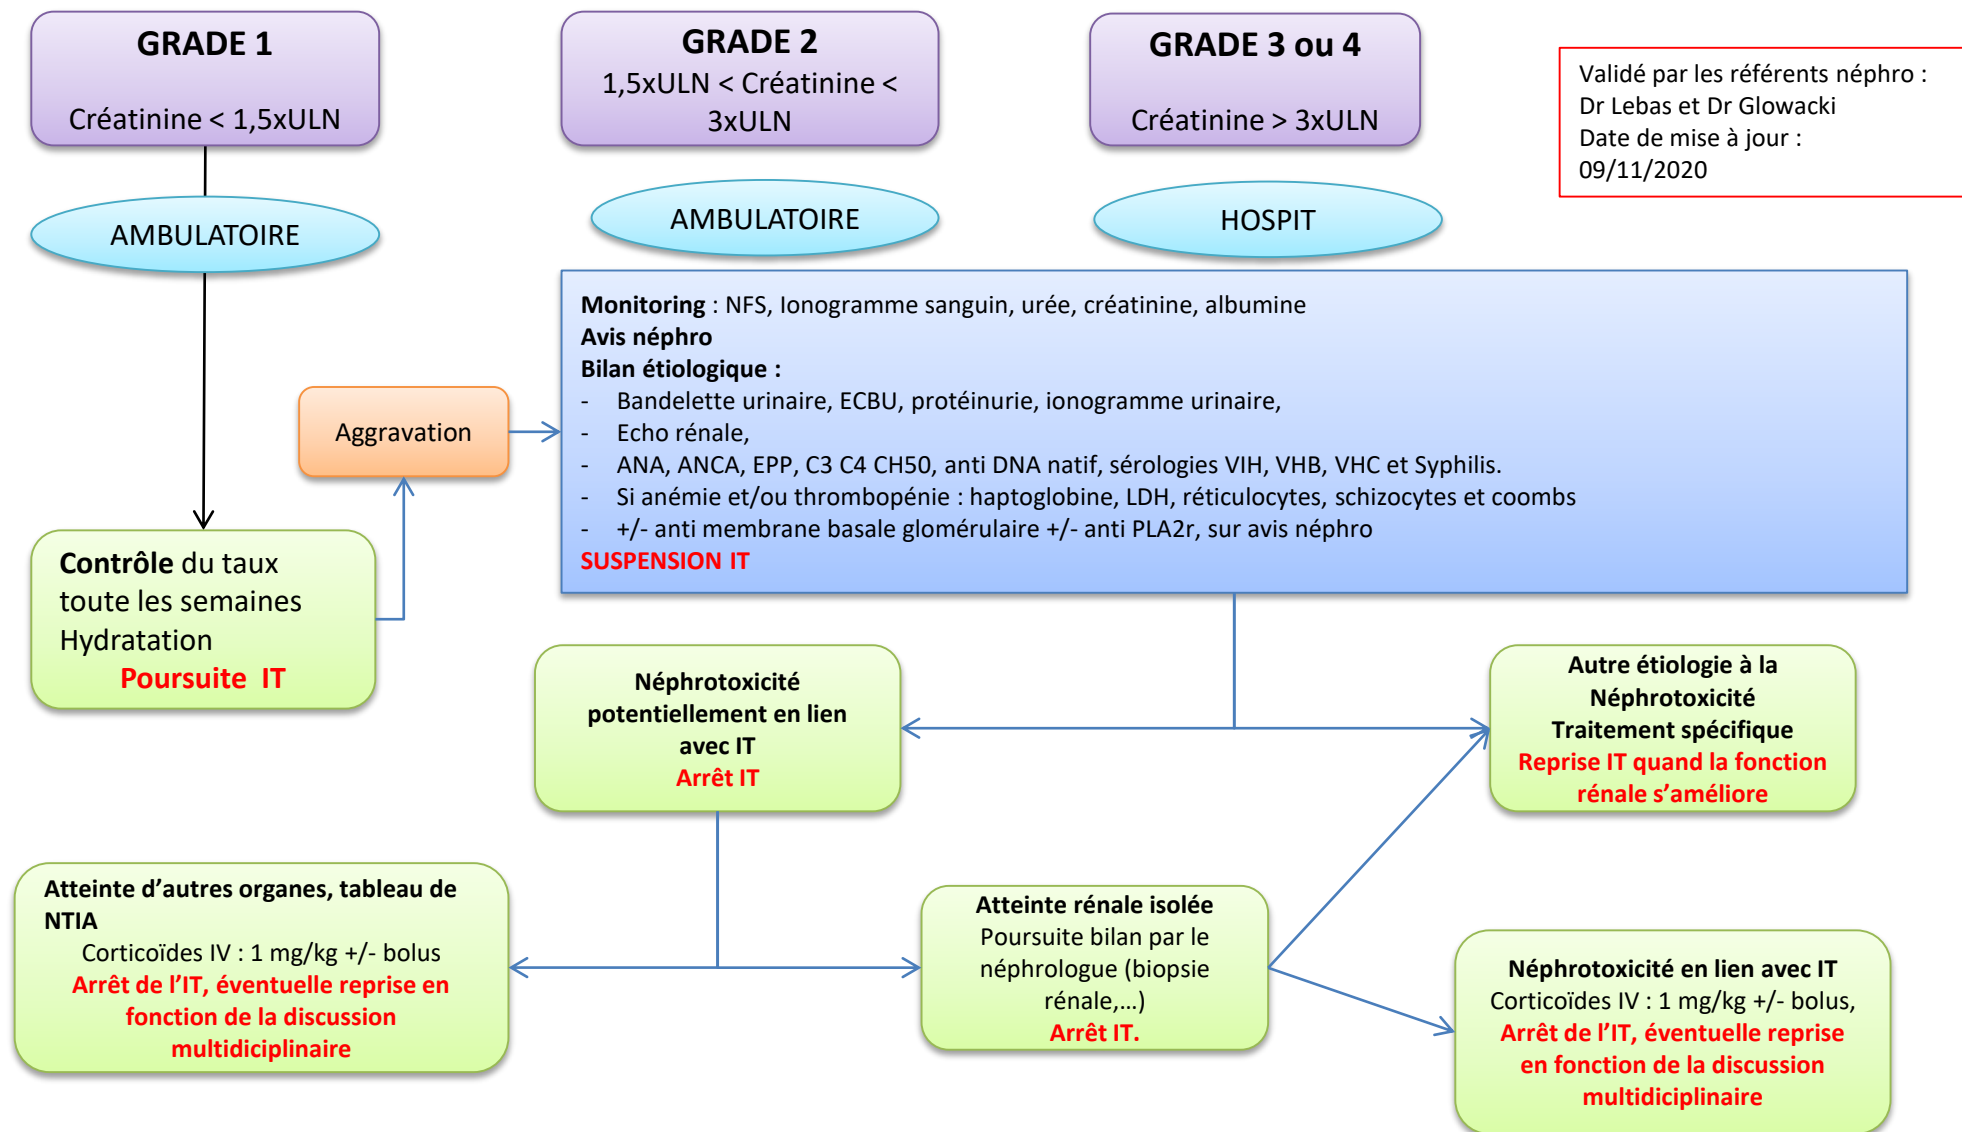 GRADE 1
Créatinine < 1,5xULN
GRADE 2
1,5xULN < Créatinine <
3xULN
GRADE 3 ou 4
Créatinine > 3xULN
Validé par les référents néphro :
Dr Lebas et Dr Glowacki
Date de mise à jour :
09/11/2020
AMBULATOIRE
AMBULATOIRE
HOSPIT
Monitoring : NFS, Ionogramme sanguin, urée, créatinine, albumine
Avis néphro
Bilan étiologique :
- Bandelette urinaire, ECBU, protéinurie, ionogramme urinaire,
- Echo rénale,
- ANA, ANCA, EPP, C3 C4 CH50, anti DNA natif, sérologies VIH, VHB, VHC et Syphilis.
- Si anémie et/ou thrombopénie : haptoglobine, LDH, réticulocytes, schizocytes et coombs
- +/- anti membrane basale glomérulaire +/- anti PLA2r, sur avis néphro
SUSPENSION IT
Aggravation
Contrôle du taux
toute les semaines
Hydratation
Poursuite IT
Néphrotoxicité
potentiellement en lien
avec IT
Arrêt IT
Autre étiologie à la
Néphrotoxicité
Traitement spécifique
Reprise IT quand la fonction
rénale s’améliore
Atteinte d’autres organes, tableau de
NTIA
Corticoïdes IV : 1 mg/kg +/- bolus
Arrêt de l’IT, éventuelle reprise en
fonction de la discussion
multidiciplinaire
Atteinte rénale isolée
Poursuite bilan par le
néphrologue (biopsie
rénale,…)
Arrêt IT.
Néphrotoxicité en lien avec IT
Corticoïdes IV : 1 mg/kg +/- bolus,
Arrêt de l’IT, éventuelle reprise
en fonction de la discussion
multidiciplinaire